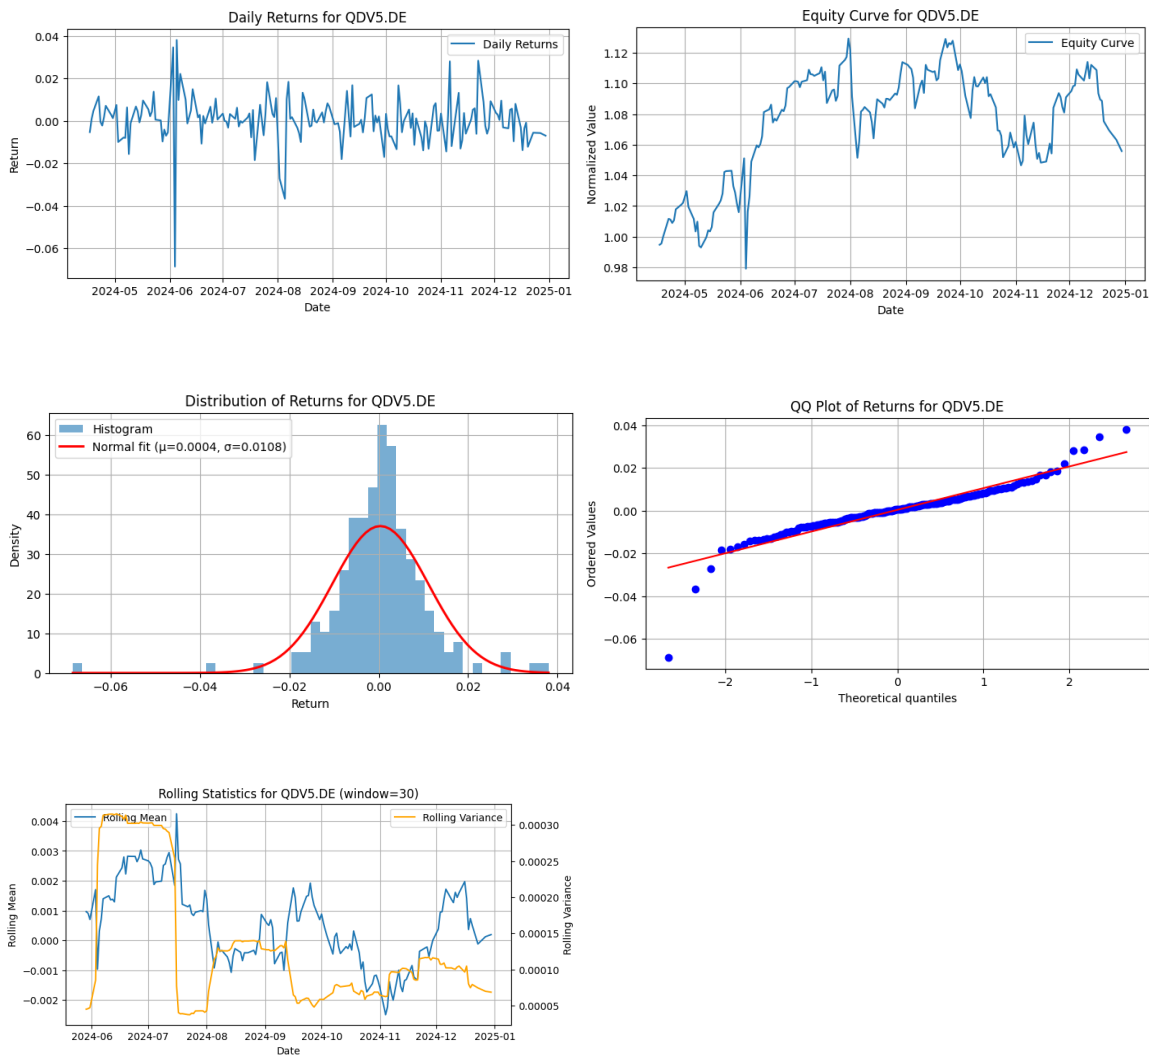 Daily Returns for QDV5.DE
Daily Returns
0.04
0.02
0.00
−0.02
−0.04
−0.06
Return
2024-05 2024-06 2024-07 2024-08 2024-09 2024-10 2024-11 2024-12 2025-01
Date
Equity Curve for QDV5.DE
Equity Curve
1.12
1.10
1.08
1.06
1.04
1.02
1.00
0.98
Normalized Value
2024-05 2024-06 2024-07 2024-08 2024-09 2024-10 2024-11 2024-12 2025-01
Date
Distribution of Returns for QDV5.DE
Histogram
Normal fit (μ=0.0004, σ=0.0108)
60
50
40
30
20
10
0
Density
−0.06 −0.04 −0.02 0.00 0.02 0.04
Return
QQ Plot of Returns for QDV5.DE
0.04
0.02
0.00
−0.02
−0.04
−0.06
Ordered Values
−2 −1 0 1 2
Theoretical quantiles
Rolling Statistics for QDV5.DE (window=30)
Rolling Mean
Rolling Variance
0.004
0.003
0.002
0.001
0.000
−0.001
−0.002
Rolling Mean
0.00030
0.00025
0.00020
0.00015
0.00010
0.00005
Rolling Variance
2024-06 2024-07 2024-08 2024-09 2024-10 2024-11 2024-12 2025-01
Date